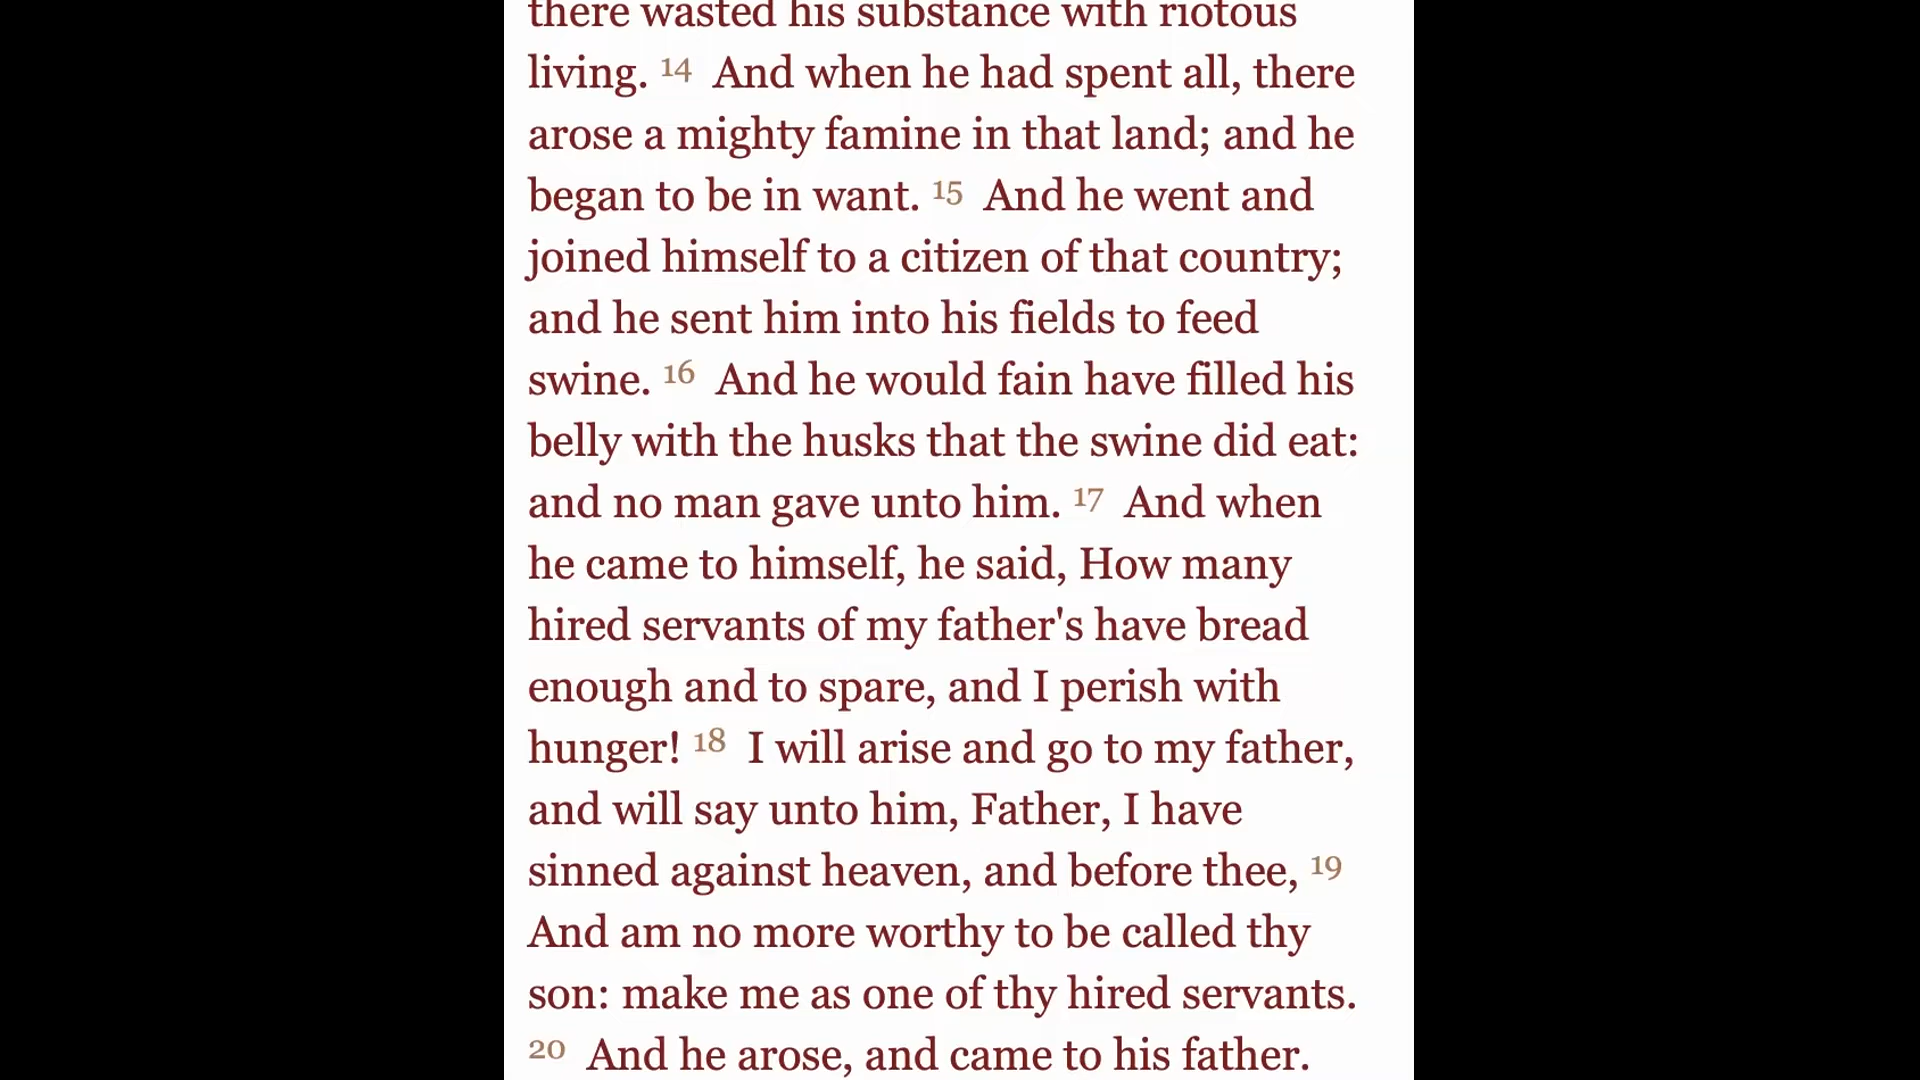 there wasted his substance with riotous
living. 14 And when he had spent all, there
arose a mighty famine in that land; and he
began to be in want. 15 And he went and
joined himself to a citizen of that country;
and he sent him into his fields to feed
swine. 16 And he would fain have filled his
belly with the husks that the swine did eat:
and no man gave unto him. 17 And when
he came to himself, he said, How many
hired servants of my father's have bread
enough and to spare, and I perish with
hunger! 18 I will arise and go to my father,
and will say unto him, Father, I have
sinned against heaven, and before thee, 19
And am no more worthy to be called thy
son: make me as one of thy hired servants.
20 And he arose, and came to his father.